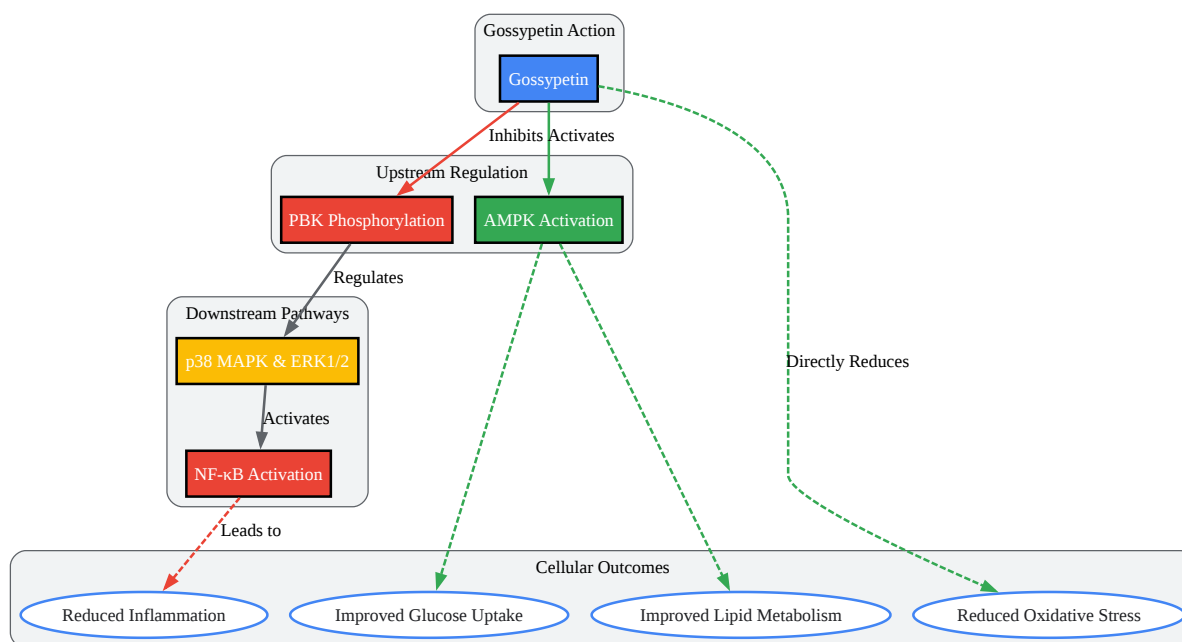 Gossypetin Action
Gossypetin
Inhibits
Activates
Upstream Regulation
PBK Phosphorylation
AMPK Activation
Regulates
Downstream Pathways
p38 MAPK & ERK1/2
Directly Reduces
Activates
NF-κB Activation
Leads to
Cellular Outcomes
Reduced Inflammation
Improved Glucose Uptake
Improved Lipid Metabolism
Reduced Oxidative Stress